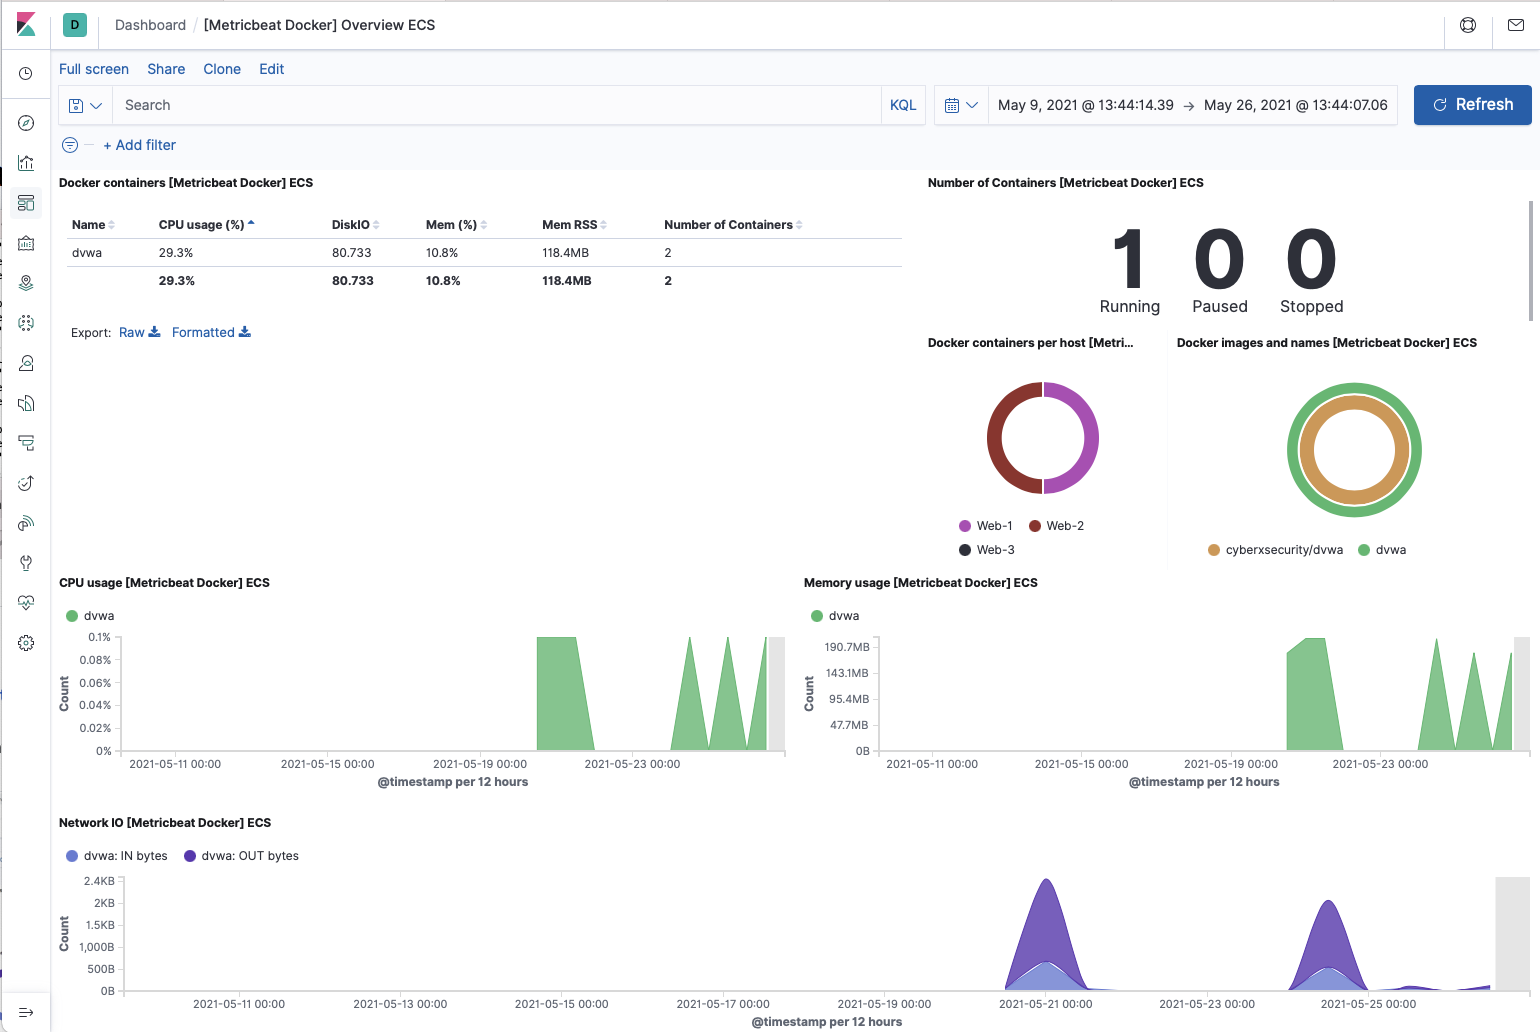 D
Dashboard / [Metricbeat Docker] Overview ECS
Full screen Share Clone Edit
Search KQL May 9, 2021 @ 13:44:14.39 → May 26, 2021 @ 13:44:07.06 Refresh
+ Add filter
Docker containers [Metricbeat Docker] ECS
Name CPU usage (%) DiskIO Mem (%) Mem RSS Number of Containers
dvwa 29.3% 80.733 10.8% 118.4MB 2
29.3% 80.733 10.8% 118.4MB 2
Export: Raw Formatted
Number of Containers [Metricbeat Docker] ECS
1 0 0
Running Paused Stopped
Docker containers per host [Metri...
Web-1 Web-2
Web-3
Docker images and names [Metricbeat Docker] ECS
cyberxsecurity/dvwa dvwa
CPU usage [Metricbeat Docker] ECS
dvwa
0.1%
0.08%
0.06%
0.04%
0.02%
0%
Count
2021-05-11 00:00 2021-05-15 00:00 2021-05-19 00:00 2021-05-23 00:00
@timestamp per 12 hours
Memory usage [Metricbeat Docker] ECS
dvwa
190.7MB
143.1MB
95.4MB
47.7MB
0B
Count
2021-05-11 00:00 2021-05-15 00:00 2021-05-19 00:00 2021-05-23 00:00
@timestamp per 12 hours
Network IO [Metricbeat Docker] ECS
dvwa: IN bytes dvwa: OUT bytes
2.4KB
2KB
1.5KB
1,000B
500B
0B
Count
2021-05-11 00:00 2021-05-13 00:00 2021-05-15 00:00 2021-05-17 00:00 2021-05-19 00:00 2021-05-21 00:00 2021-05-23 00:00 2021-05-25 00:00
@timestamp per 12 hours